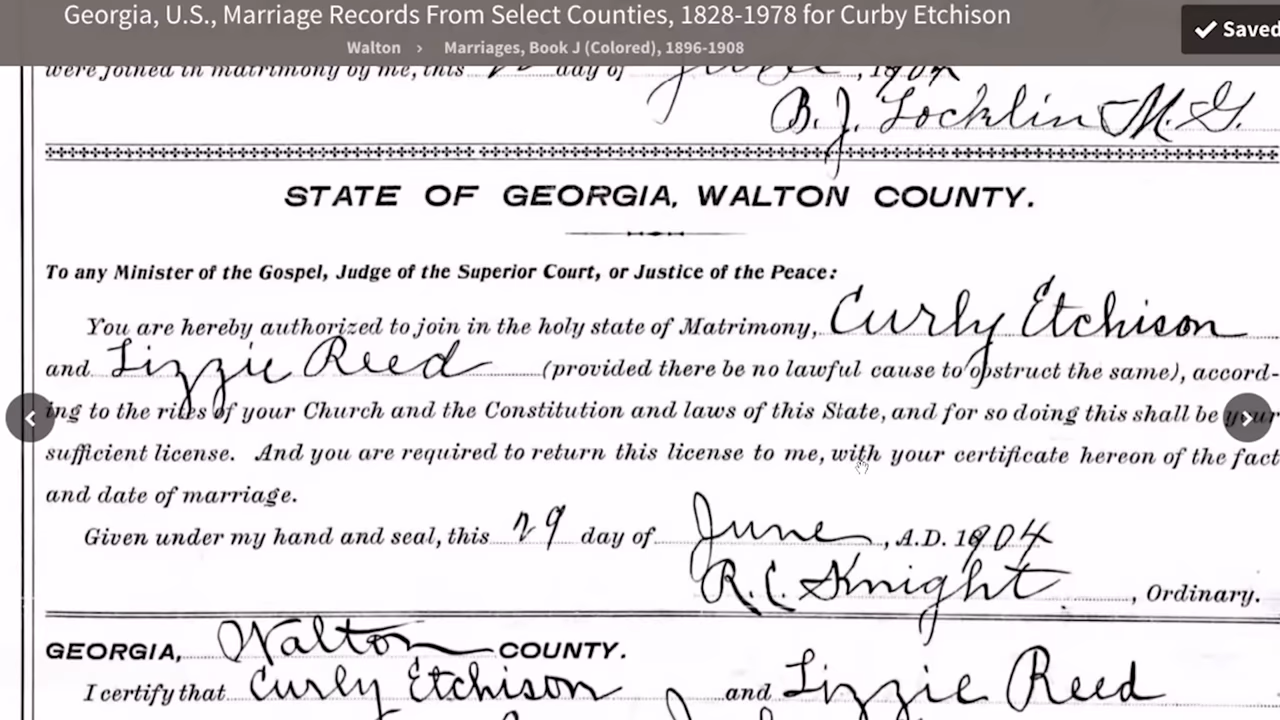 Georgia, U.S., Marriage Records From Select Counties, 1828-1978 for Curby Etchison
Saved
Walton › Marriages, Book J (Colored), 1896-1908
were joined in matrimony by me, this day of June, 1904
B. J. Locklin M. G.
STATE OF GEORGIA, WALTON COUNTY.
To any Minister of the Gospel, Judge of the Superior Court, or Justice of the Peace:
You are hereby authorized to join in the holy state of Matrimony, Curly Etchison
and Lizzie Reed (provided there be no lawful cause to obstruct the same), accord-
ing to the rites of your Church and the Constitution and laws of this State, and for so doing this shall be your
sufficient license. And you are required to return this license to me, with your certificate hereon of the fact
and date of marriage.
Given under my hand and seal, this 29 day of June, A.D. 1904
R. C. Knight, Ordinary.
GEORGIA, Walton COUNTY.
I certify that Curly Etchison and Lizzie Reed